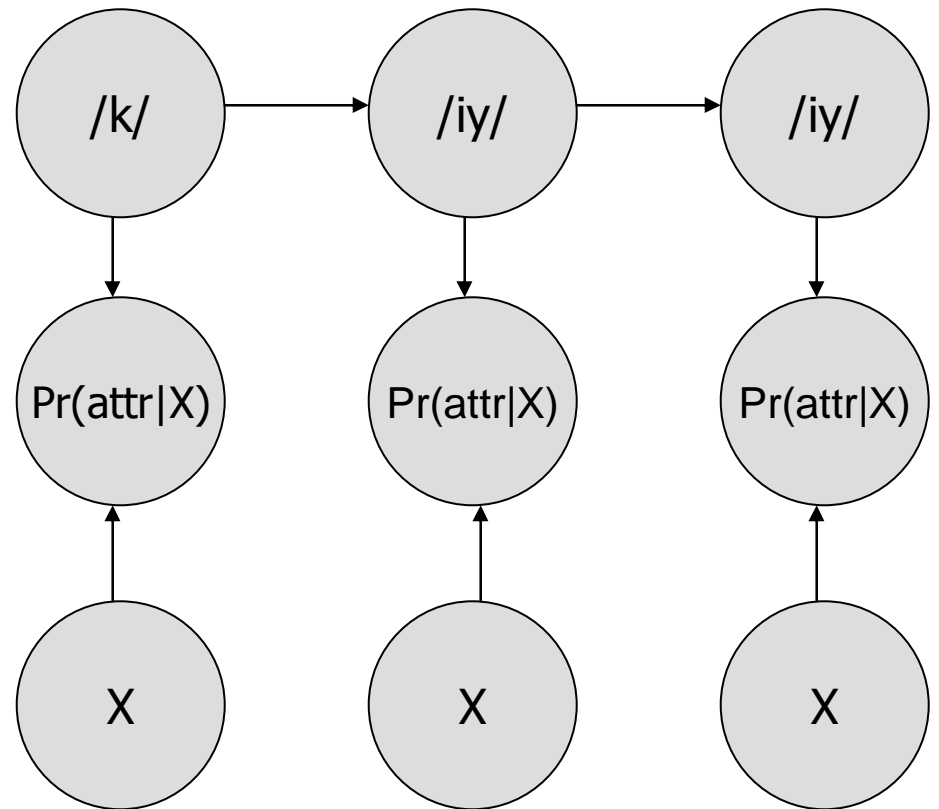 /k/ /iy/ /iy/
Pr(attr|X) Pr(attr|X) Pr(attr|X)
X X X